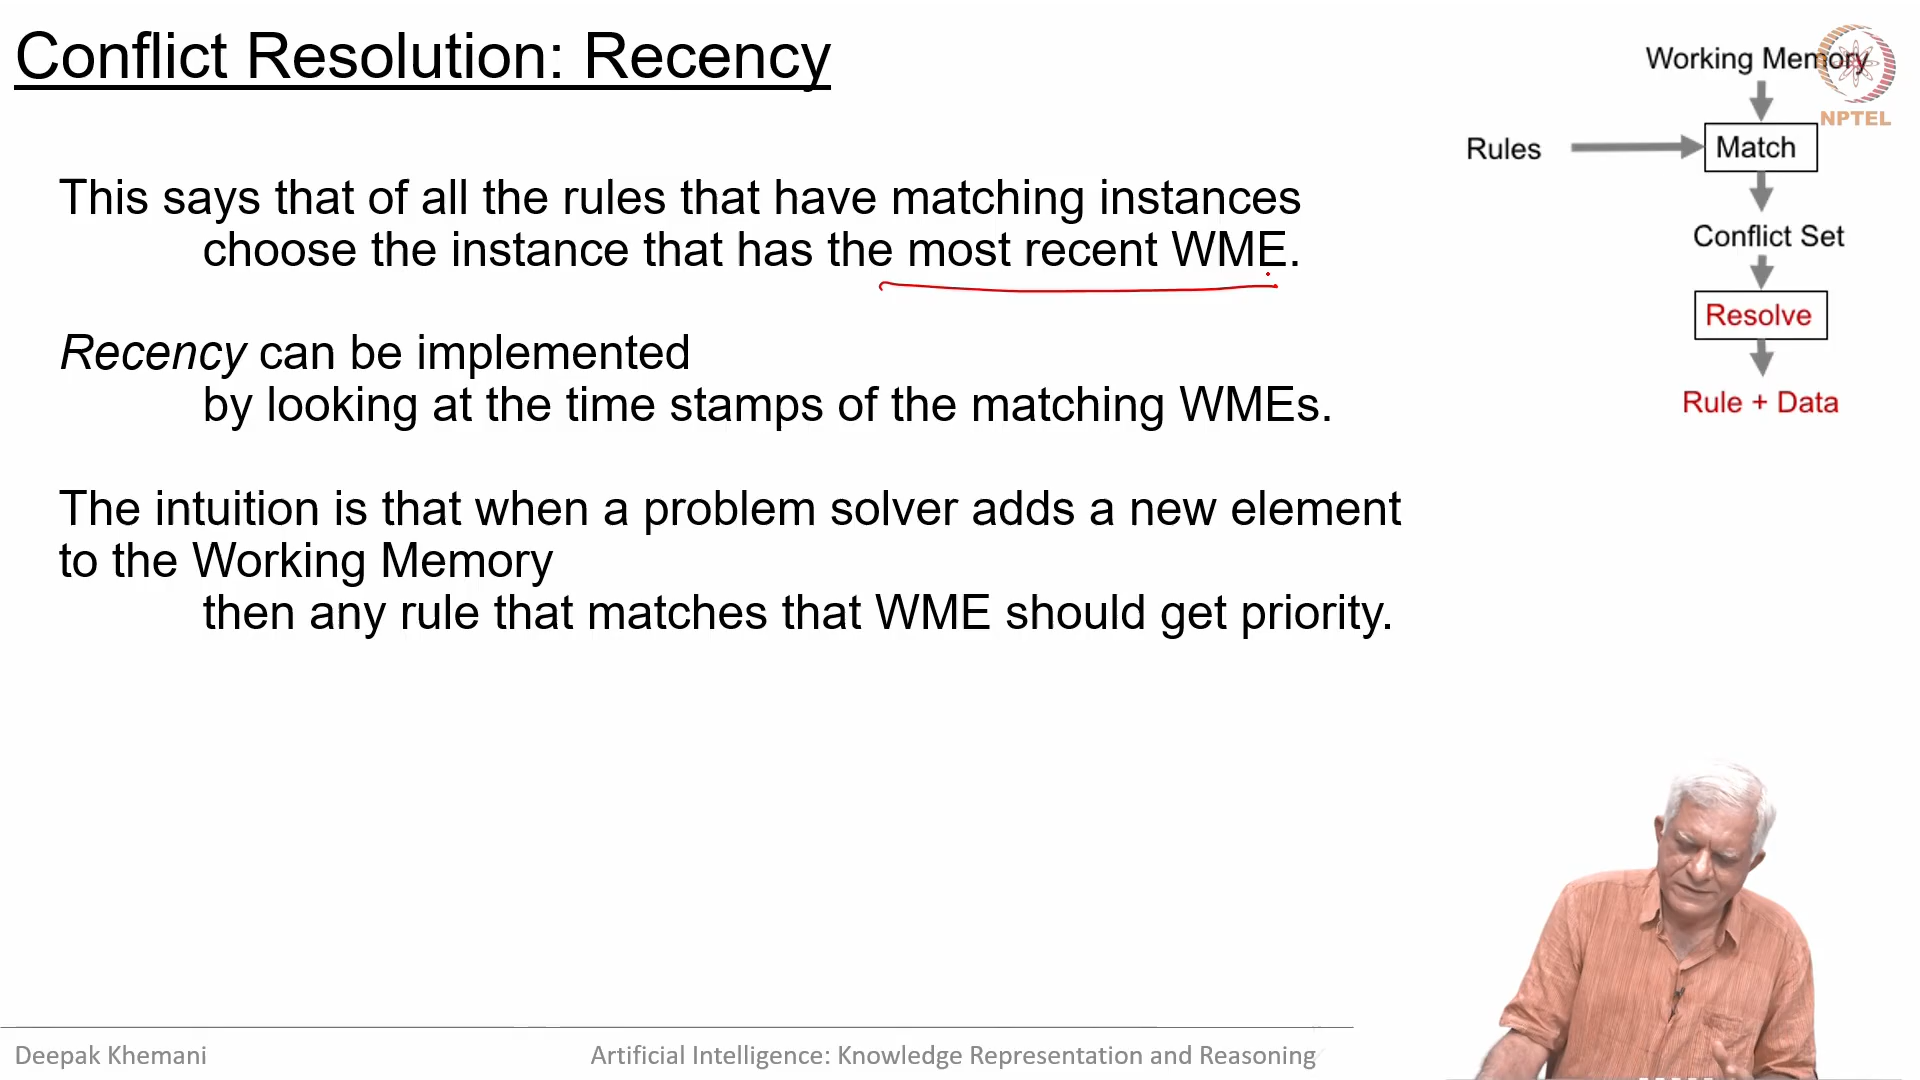 Conflict Resolution: Recency
This says that of all the rules that have matching instances
choose the instance that has the most recent WME.
Recency can be implemented
by looking at the time stamps of the matching WMEs.
The intuition is that when a problem solver adds a new element
to the Working Memory
then any rule that matches that WME should get priority.
Working Memory
NPTEL
Rules
Match
Conflict Set
Resolve
Rule + Data
Deepak Khemani
Artificial Intelligence: Knowledge Representation and Reasoning